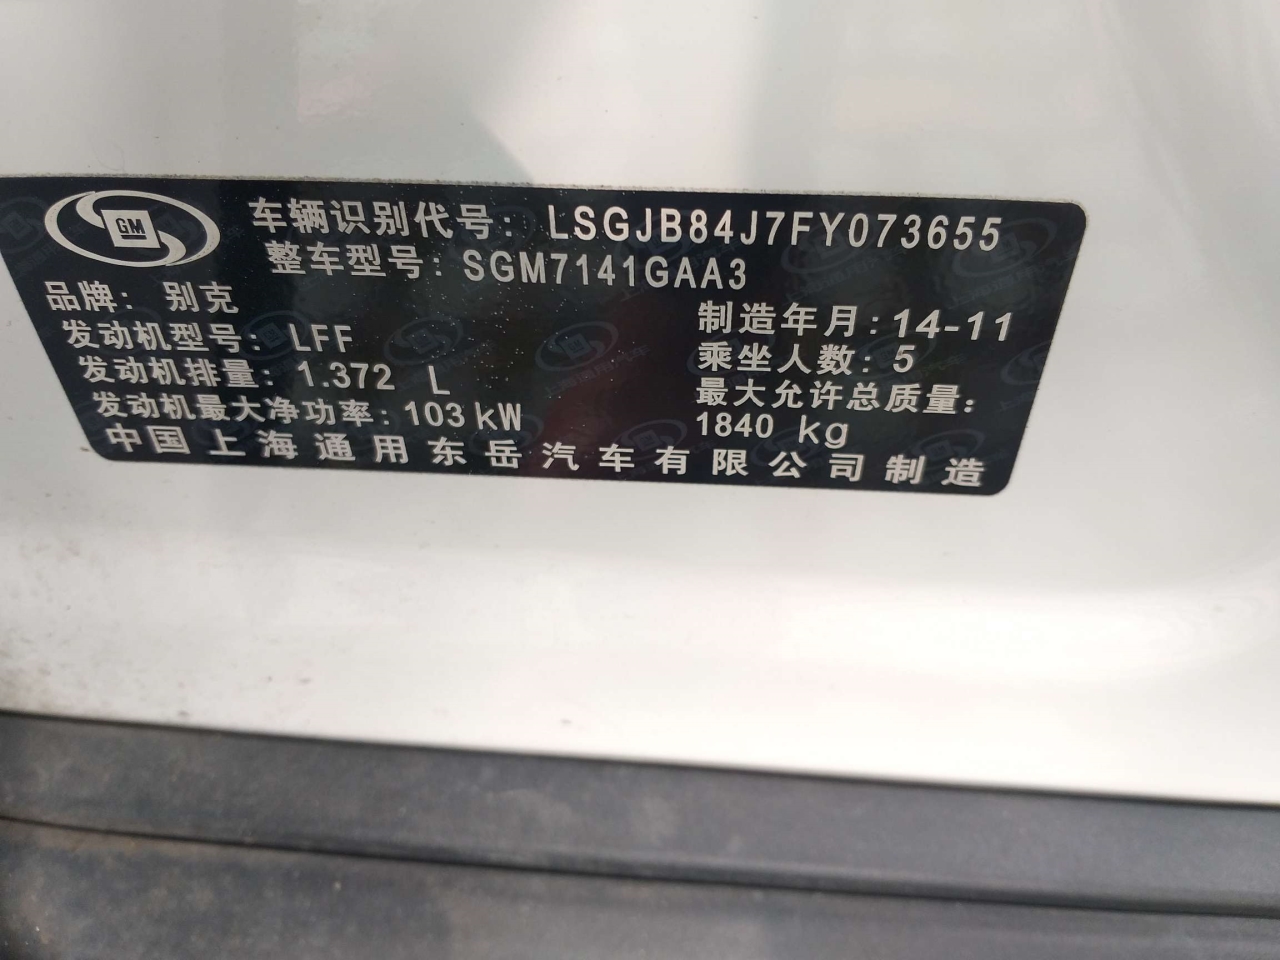 GM
车辆识别代号: LSGJB84J7FY073655
整车型号: SGM7141GAA3
品牌: 别克
发动机型号: LFF
制造年月: 14-11
发动机排量: 1.372 L
乘坐人数: 5
发动机最大净功率: 103 kW
最大允许总质量:
1840 kg
中国上海通用东岳汽车有限公司制造